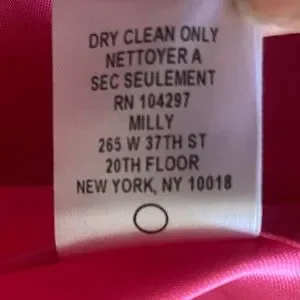 DRY CLEAN ONLY
NETTOYER A
SEC SEULEMENT
RN 104297
MILLY
265 W 37TH ST
20TH FLOOR
NEW YORK, NY 10018